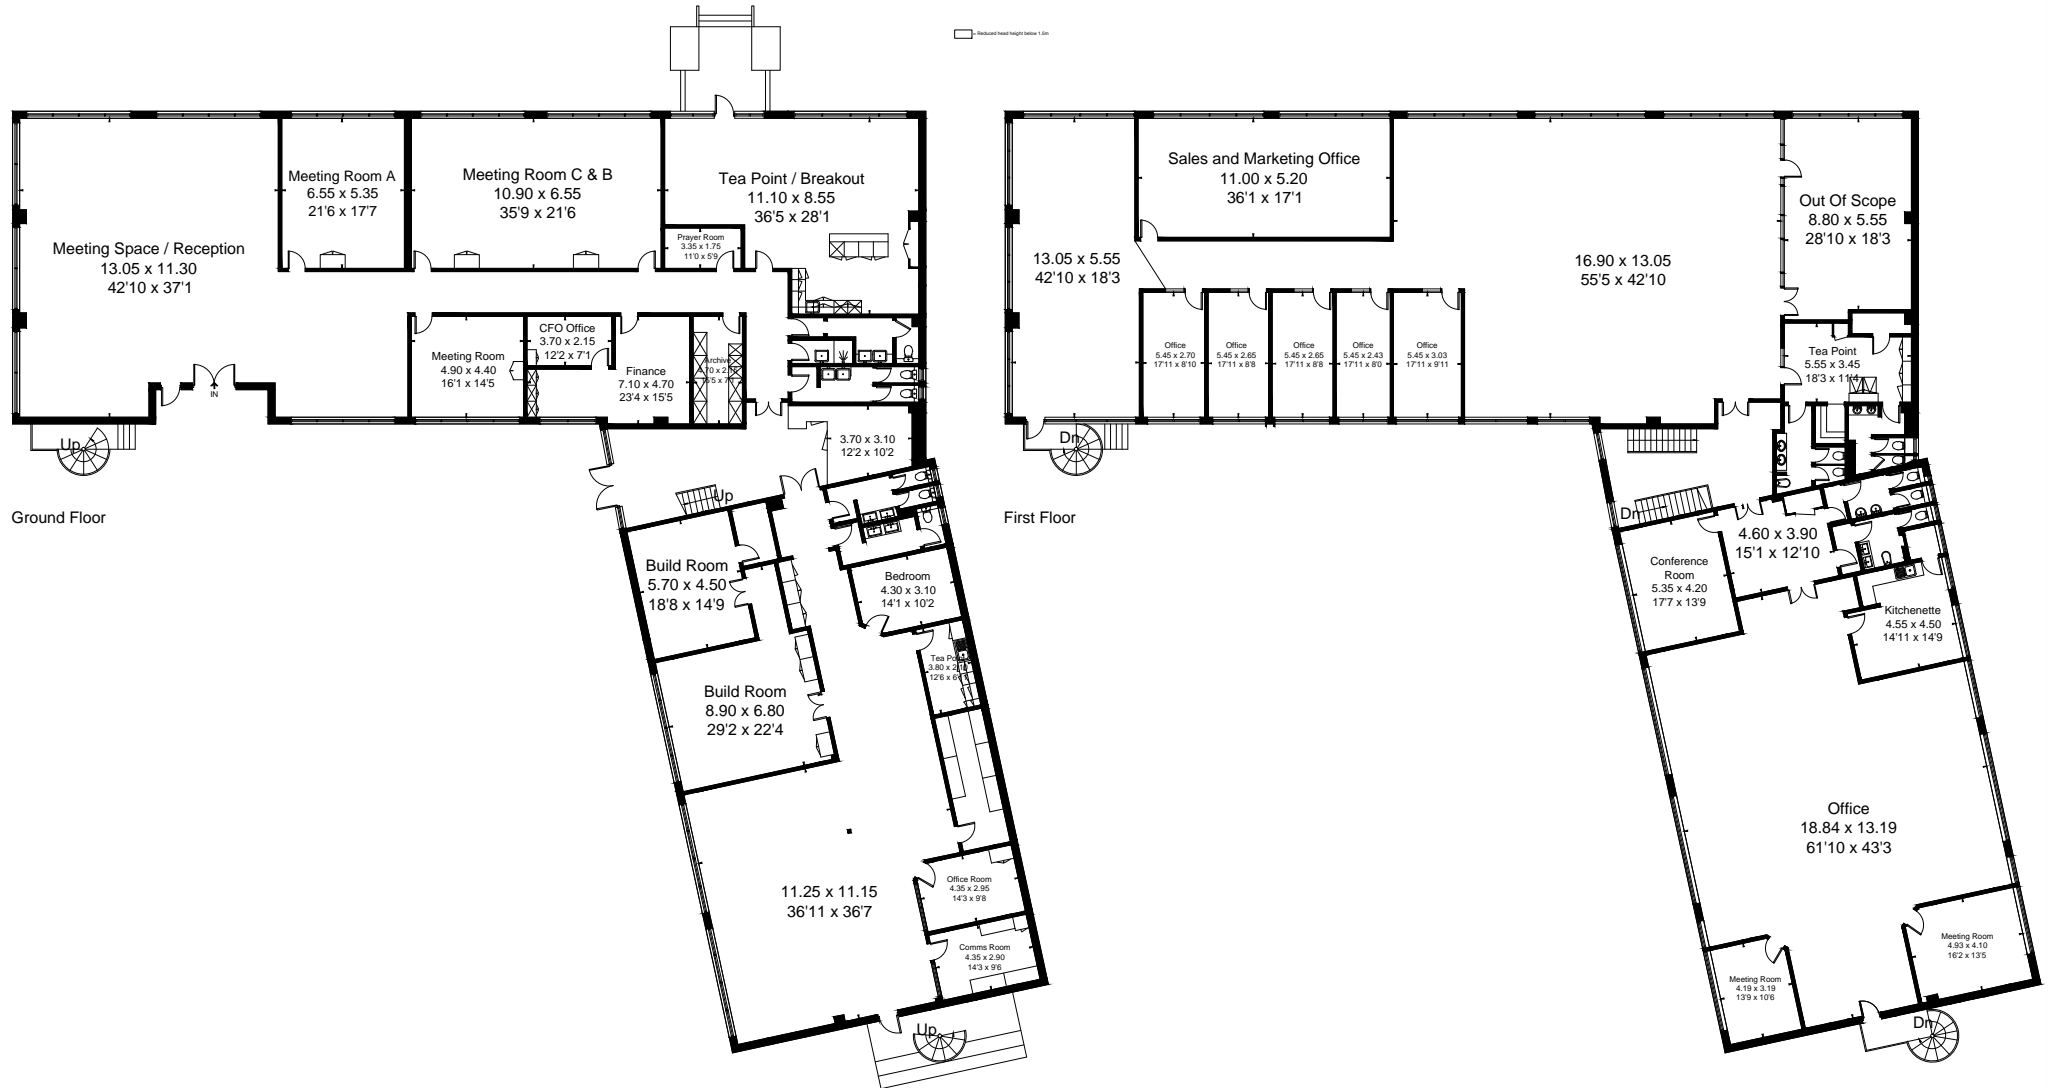 = Reduced head height below 1.5m
Meeting Space / Reception
13.05 x 11.30
42'10 x 37'1
Meeting Room A
6.55 x 5.35
21'6 x 17'7
Meeting Room C & B
10.90 x 6.55
35'9 x 21'6
Tea Point / Breakout
11.10 x 8.55
36'5 x 28'1
Prayer Room
3.35 x 1.75
11'0 x 5'9
Meeting Room
4.90 x 4.40
16'1 x 14'5
CFO Office
3.70 x 2.15
12'2 x 7'1
Finance
7.10 x 4.70
23'4 x 15'5
Archive
IN
Up
3.70 x 3.10
12'2 x 10'2
Up
Ground Floor
Build Room
5.70 x 4.50
18'8 x 14'9
Bedroom
4.30 x 3.10
14'1 x 10'2
Tea Point
3.80 x 2.10
12'6 x
Build Room
8.90 x 6.80
29'2 x 22'4
11.25 x 11.15
36'11 x 36'7
Office Room
4.35 x 2.95
14'3 x 9'8
Comms Room
4.35 x 2.90
14'3 x 9'6
Up
Sales and Marketing Office
11.00 x 5.20
36'1 x 17'1
13.05 x 5.55
42'10 x 18'3
16.90 x 13.05
55'5 x 42'10
Out Of Scope
8.80 x 5.55
28'10 x 18'3
Office
5.45 x 2.70
17'11 x 8'10
Office
5.45 x 2.65
17'11 x 8'8
Office
5.45 x 2.65
17'11 x 8'8
Office
5.45 x 2.43
17'11 x 8'0
Office
5.45 x 3.03
17'11 x 9'11
Tea Point
5.55 x 3.45
18'3 x 11'4
Dn
First Floor
Dn
4.60 x 3.90
15'1 x 12'10
Conference
Room
5.35 x 4.20
17'7 x 13'9
Kitchenette
4.55 x 4.50
14'11 x 14'9
Office
18.84 x 13.19
61'10 x 43'3
Meeting Room
4.93 x 4.10
16'2 x 13'5
Meeting Room
4.19 x 3.19
13'9 x 10'6
Dn